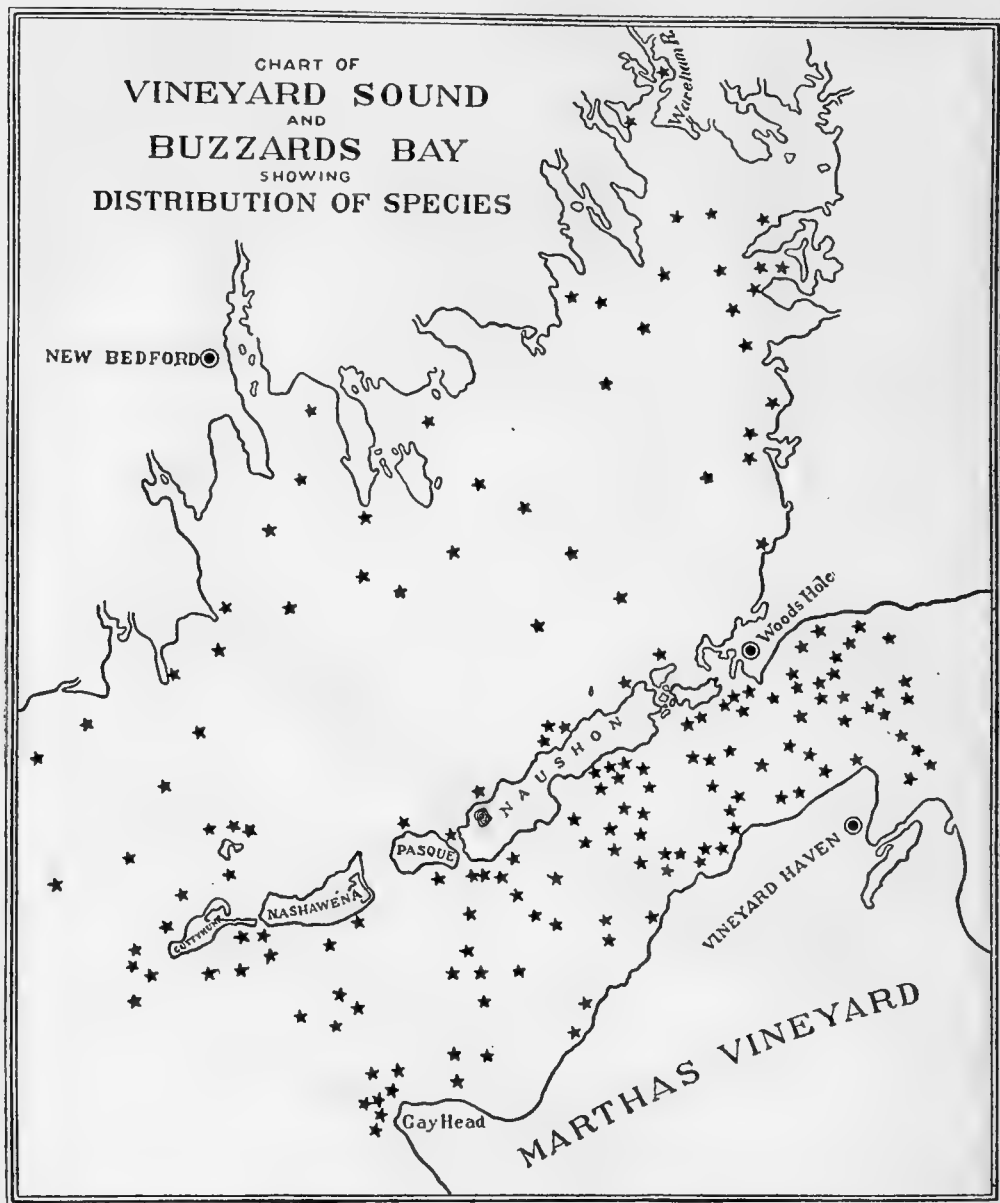 CHART OF
VINEYARD SOUND
AND
BUZZARDS BAY
SHOWING
DISTRIBUTION OF SPECIES
Wareham R.
NEW BEDFORD
Woods Hole
NAUSHON
PASQUE
NASHAWENA
CUTTYHUNK
VINEYARD HAVEN
MARTHAS VINEYARD
Gay Head